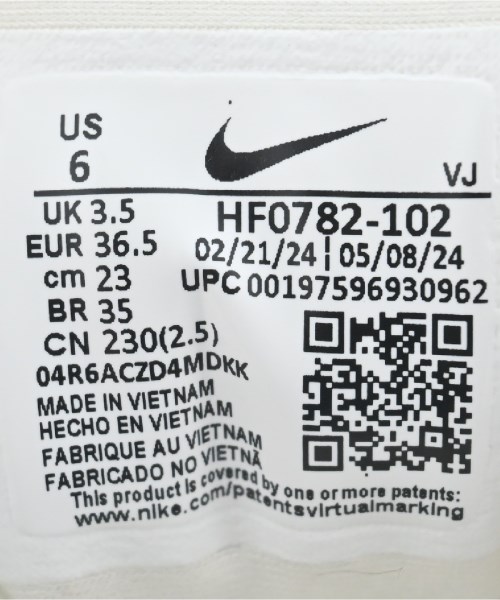 US
6
VJ
UK 3.5
HF0782-102
EUR 36.5
02/21/24 ¦ 05/08/24
cm 23
UPC 00197596930962
BR 35
CN 230(2.5)
04R6ACZD4MDKK
MADE IN VIETNAM
HECHO EN VIETNAM
FABRIQUE AU VIETNAM
FABRICADO NO VIETNÃ
This product is covered by one or more patents:
www.nike.com/patentsvirtualmarking